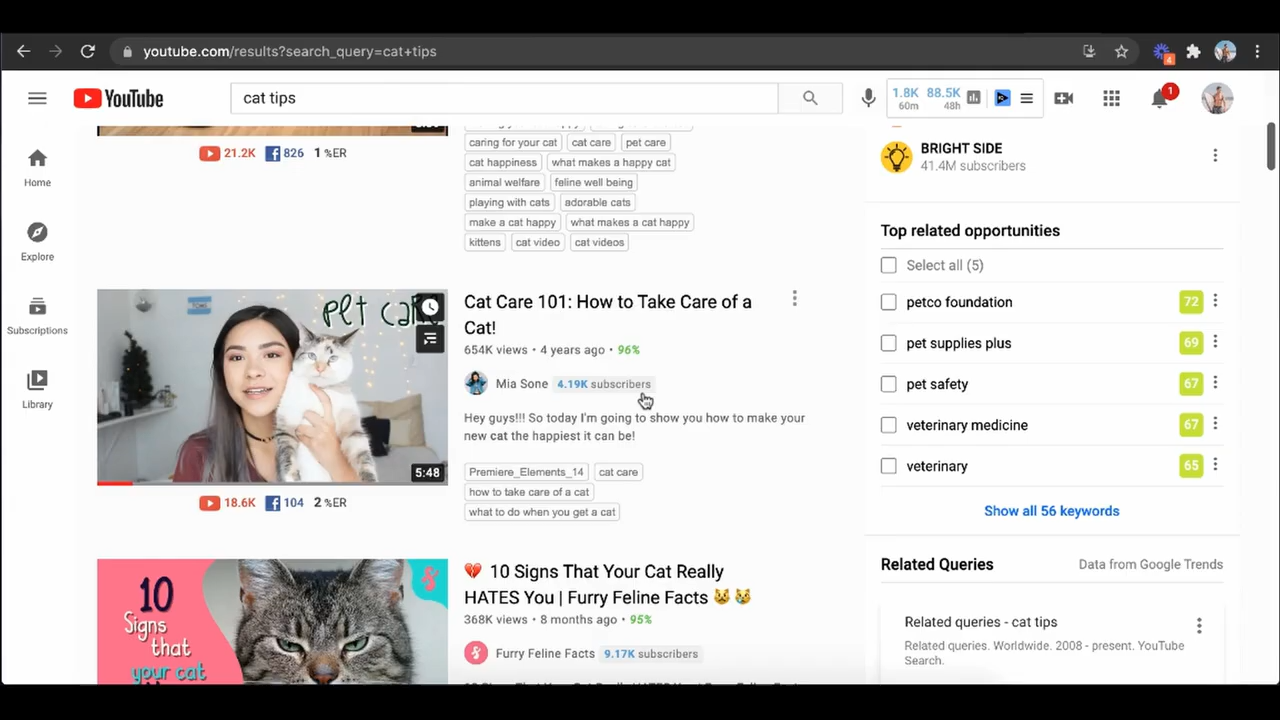 youtube.com/results?search_query=cat+tips
4
YouTube
cat tips
1.8K 88.5K
60m 48h
1
caring for your cat cat care pet care
21.2K 826 1 %ER
cat happiness what makes a happy cat
animal welfare feline well being
playing with cats adorable cats
make a cat happy what makes a cat happy
kittens cat video cat videos
BRIGHT SIDE
41.4M subscribers
Home
Explore
Subscriptions
Library
Top related opportunities
Select all (5)
petco foundation 72
pet supplies plus 69
pet safety 67
veterinary medicine 67
veterinary 65
Show all 56 keywords
pet car
5:48
Cat Care 101: How to Take Care of a
Cat!
654K views • 4 years ago • 96%
Mia Sone 4.19K subscribers
Hey guys!!! So today I'm going to show you how to make your
new cat the happiest it can be!
Premiere_Elements_14 cat care
how to take care of a cat
what to do when you get a cat
18.6K 104 2 %ER
Related Queries Data from Google Trends
Related queries - cat tips
Related queries. Worldwide. 2008 - present. YouTube
Search.
10
Signs
that
your cat
💔 10 Signs That Your Cat Really
HATES You | Furry Feline Facts 😾 😿
368K views • 8 months ago • 95%
Furry Feline Facts 9.17K subscribers